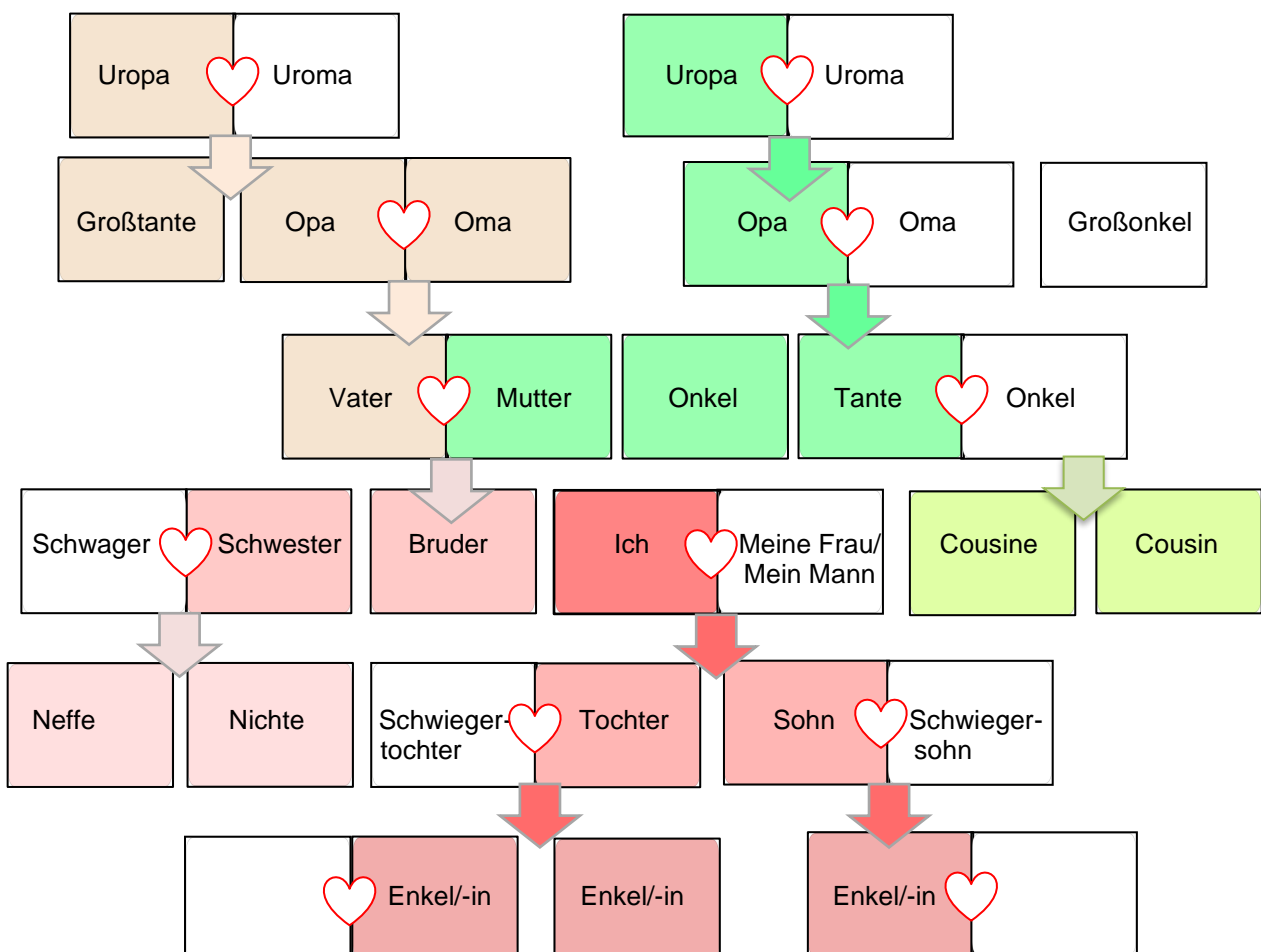 Uropa
Uroma
Uropa
Uroma
Großtante
Opa
Oma
Opa
Oma
Großonkel
Vater
Mutter
Onkel
Tante
Onkel
Schwager
Schwester
Bruder
Ich
Meine Frau/
Mein Mann
Cousine
Cousin
Neffe
Nichte
Schwieger-
tochter
Tochter
Sohn
Schwieger-
sohn
Enkel/-in
Enkel/-in
Enkel/-in